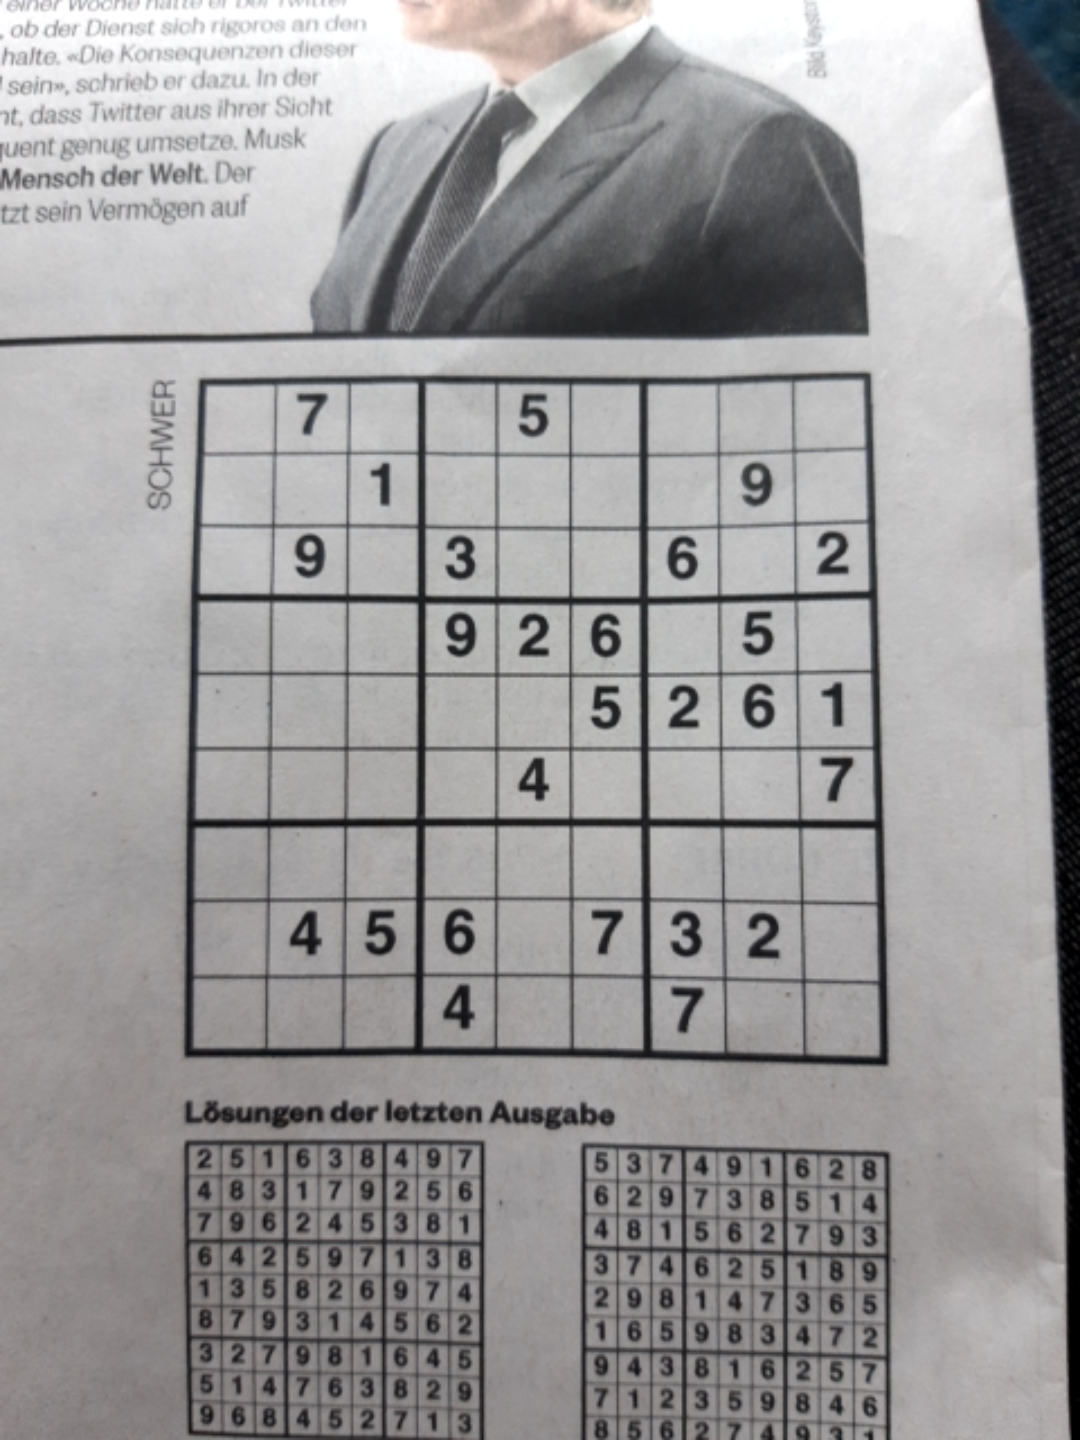 einer Woche hatte er bei Twitter
, ob der Dienst sich rigoros an den
halte. «Die Konsequenzen dieser
sein», schrieb er dazu. In der
nt, dass Twitter aus ihrer Sicht
quent genug umsetze. Musk
Mensch der Welt. Der
tzt sein Vermögen auf
Bild Keyston
SCHWER
7 5
1 9
9 3 6 2
9 2 6 5
5 2 6 1
4 7
4 5 6 7 3 2
4 7
Lösungen der letzten Ausgabe
2 5 1 6 3 8 4 9 7
4 8 3 1 7 9 2 5 6
7 9 6 2 4 5 3 8 1
6 4 2 5 9 7 1 3 8
1 3 5 8 2 6 9 7 4
8 7 9 3 1 4 5 6 2
3 2 7 9 8 1 6 4 5
5 1 4 7 6 3 8 2 9
9 6 8 4 5 2 7 1 3
5 3 7 4 9 1 6 2 8
6 2 9 7 3 8 5 1 4
4 8 1 5 6 2 7 9 3
3 7 4 6 2 5 1 8 9
2 9 8 1 4 7 3 6 5
1 6 5 9 8 3 4 7 2
9 4 3 8 1 6 2 5 7
7 1 2 3 5 9 8 4 6
8 5 6 2 7 4 9 3 1